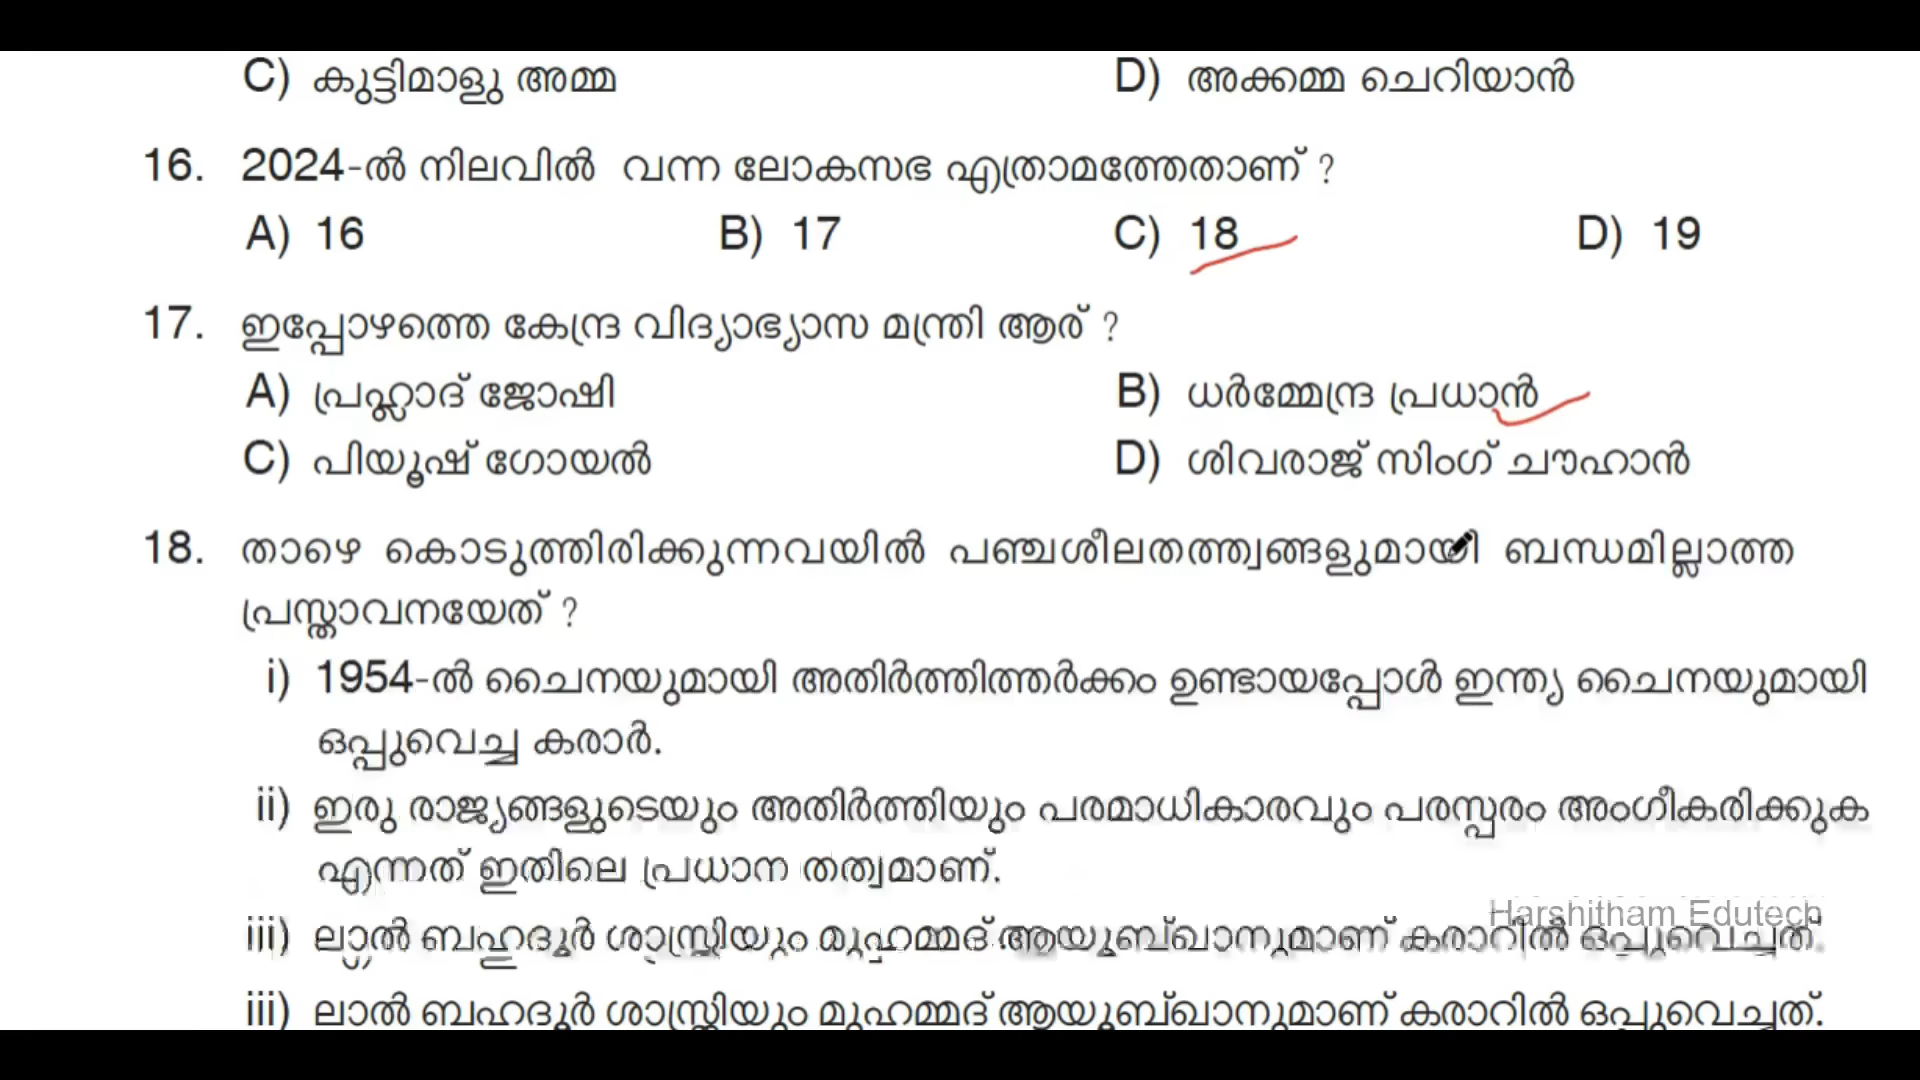 C) കുട്ടിമാളു അമ്മ D) അക്കമ്മ ചെറിയാൻ
16. 2024-ൽ നിലവിൽ വന്ന ലോകസഭ എത്രാമത്തേതാണ് ?
A) 16 B) 17 C) 18 D) 19
17. ഇപ്പോഴത്തെ കേന്ദ്ര വിദ്യാഭ്യാസ മന്ത്രി ആര് ?
A) പ്രഹ്ലാദ് ജോഷി B) ധർമ്മേന്ദ്ര പ്രധാൻ
C) പിയൂഷ് ഗോയൽ D) ശിവരാജ് സിംഗ് ചൗഹാൻ
18. താഴെ കൊടുത്തിരിക്കുന്നവയിൽ പഞ്ചശീലതത്ത്വങ്ങളുമായി ബന്ധമില്ലാത്ത
പ്രസ്താവനയേത് ?
i) 1954-ൽ ചൈനയുമായി അതിർത്തിത്തർക്കം ഉണ്ടായപ്പോൾ ഇന്ത്യ ചൈനയുമായി
ഒപ്പുവെച്ച കരാർ.
ii) ഇരു രാജ്യങ്ങളുടെയും അതിർത്തിയും പരമാധികാരവും പരസ്പരം അംഗീകരിക്കുക
എന്നത് ഇതിലെ പ്രധാന തത്വമാണ്.
Harshitham Edutech
iii) ലാൽ ബഹദൂർ ശാസ്ത്രിയും മുഹമ്മദ് ആയൂബ്ഖാനുമാണ് കരാറിൽ ഒപ്പുവെച്ചത്.
iii) ലാൽ ബഹദൂർ ശാസ്ത്രിയും മുഹമ്മദ് ആയൂബ്ഖാനുമാണ് കരാറിൽ ഒപ്പുവെച്ചത്.